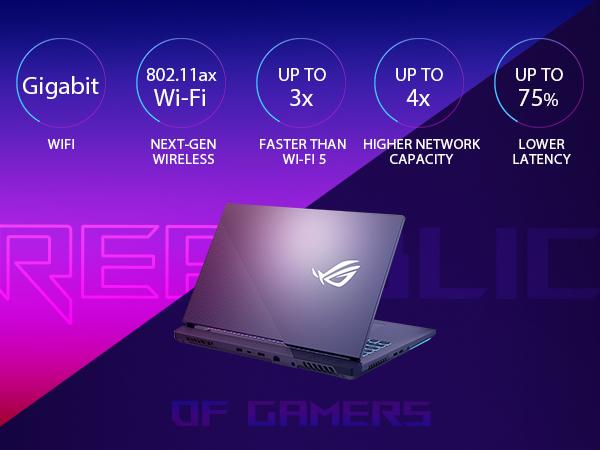 Gigabit
WIFI
802.11ax
Wi-Fi
NEXT-GEN
WIRELESS
UP TO
3x
FASTER THAN
WI-FI 5
UP TO
4x
HIGHER NETWORK
CAPACITY
UP TO
75%
LOWER
LATENCY
REPUBLIC
OF GAMERS